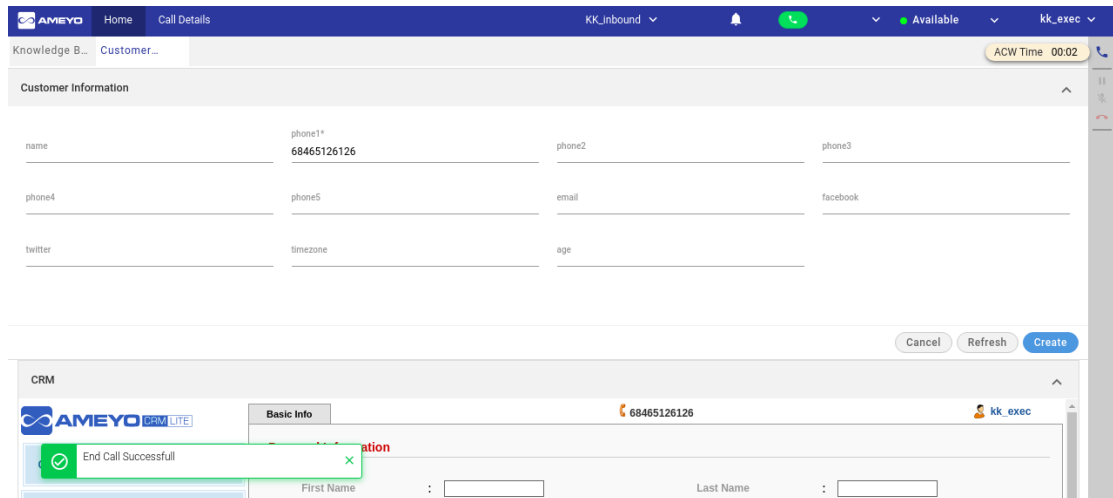 AMEYO Home Call Details KK_inbound Available kk_exec
Knowledge B... Customer...
ACW Time 00:02
Customer Information
name phone1* phone2 phone3
68465126126
phone4 phone5 email facebook
twitter timezone age
Cancel Refresh Create
CRM
AMEYO CRM LITE
Basic Info 68465126126 kk_exec
ation
End Call Successfull
First Name : Last Name :